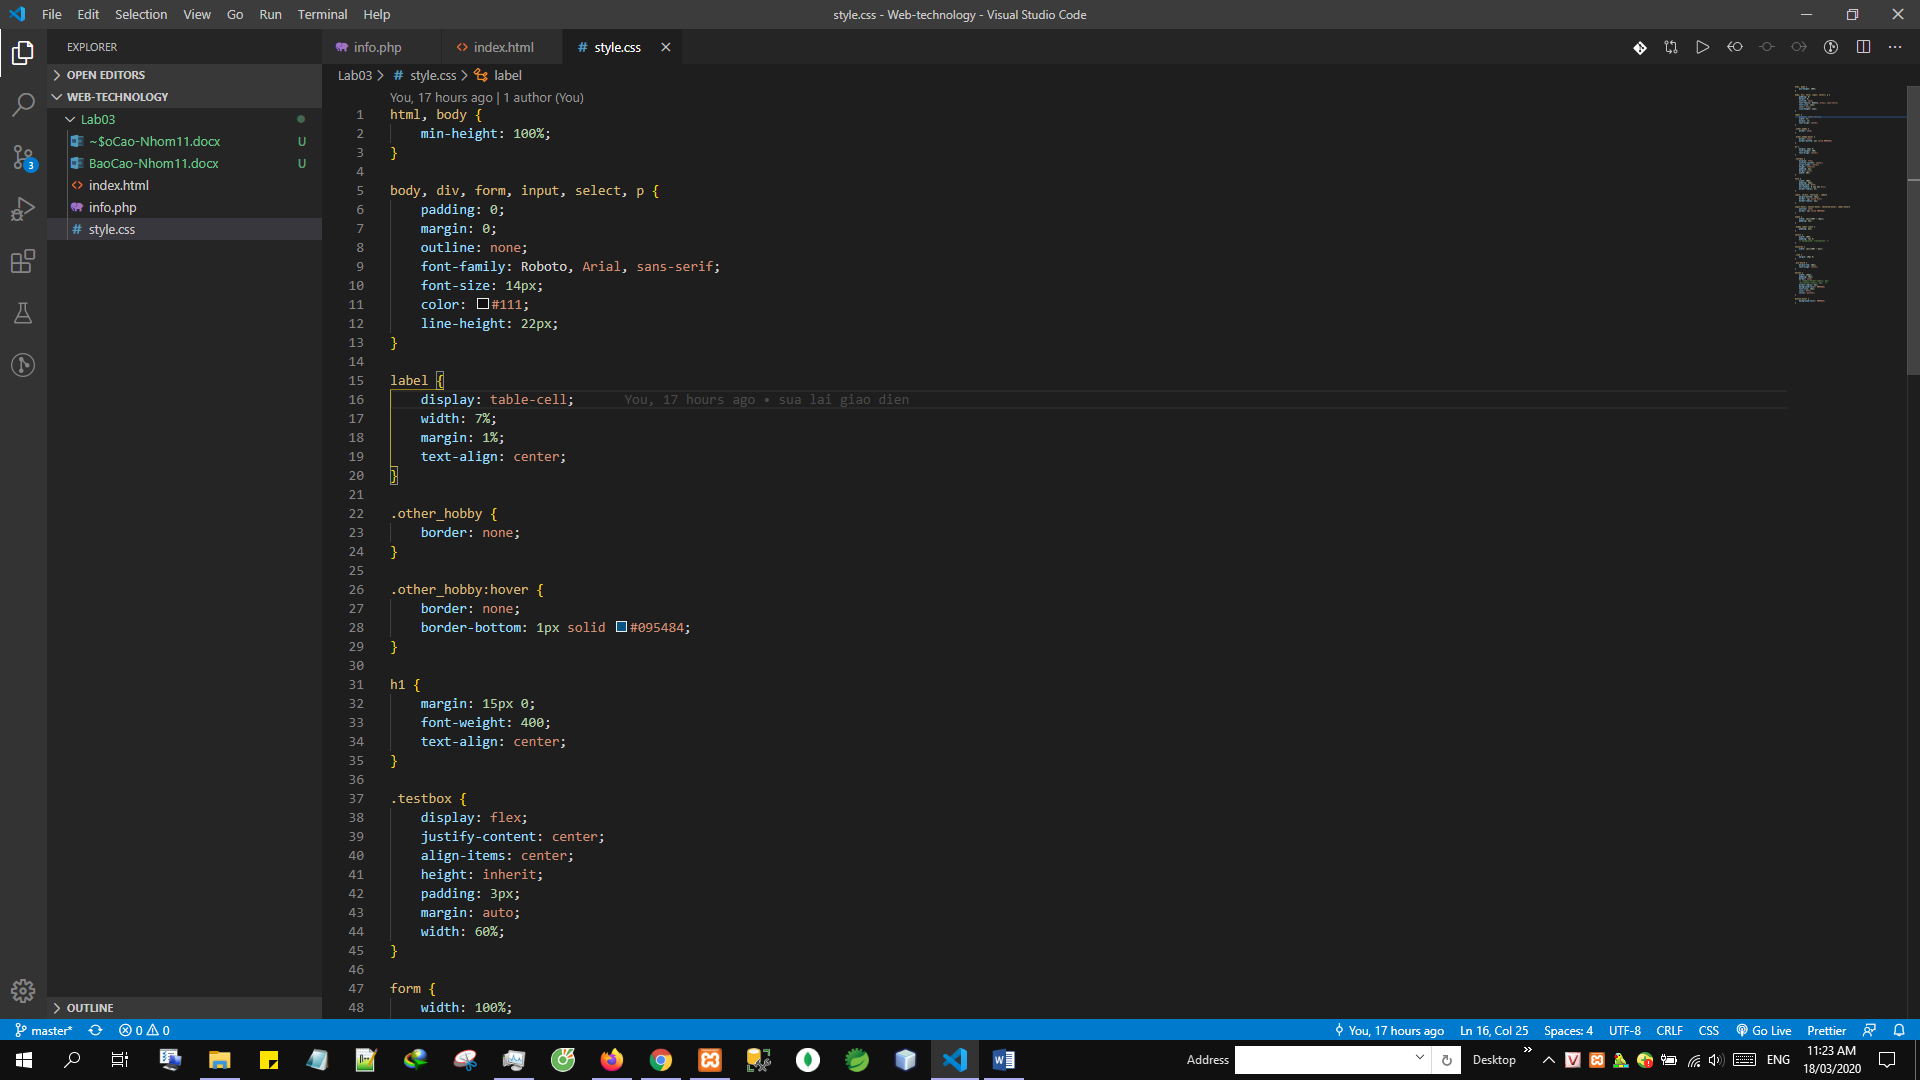 File Edit Selection View Go Run Terminal Help
style.css - Web-technology - Visual Studio Code
EXPLORER
OPEN EDITORS
WEB-TECHNOLOGY
Lab03
~$oCao-Nhom11.docx U
BaoCao-Nhom11.docx U
index.html
info.php
# style.css
3
OUTLINE
info.php
<> index.html
# style.css
Lab03 > # style.css > label
You, 17 hours ago | 1 author (You)
1 html, body {
2 min-height: 100%;
3 }
4
5 body, div, form, input, select, p {
6 padding: 0;
7 margin: 0;
8 outline: none;
9 font-family: Roboto, Arial, sans-serif;
10 font-size: 14px;
11 color: #111;
12 line-height: 22px;
13 }
14
15 label {
16 display: table-cell; You, 17 hours ago • sua lai giao dien
17 width: 7%;
18 margin: 1%;
19 text-align: center;
20 }
21
22 .other_hobby {
23 border: none;
24 }
25
26 .other_hobby:hover {
27 border: none;
28 border-bottom: 1px solid #095484;
29 }
30
31 h1 {
32 margin: 15px 0;
33 font-weight: 400;
34 text-align: center;
35 }
36
37 .testbox {
38 display: flex;
39 justify-content: center;
40 align-items: center;
41 height: inherit;
42 padding: 3px;
43 margin: auto;
44 width: 60%;
45 }
46
47 form {
48 width: 100%;
master* 0 0
You, 17 hours ago Ln 16, Col 25 Spaces: 4 UTF-8 CRLF CSS Go Live Prettier
Address Desktop » ENG
11:23 AM
18/03/2020